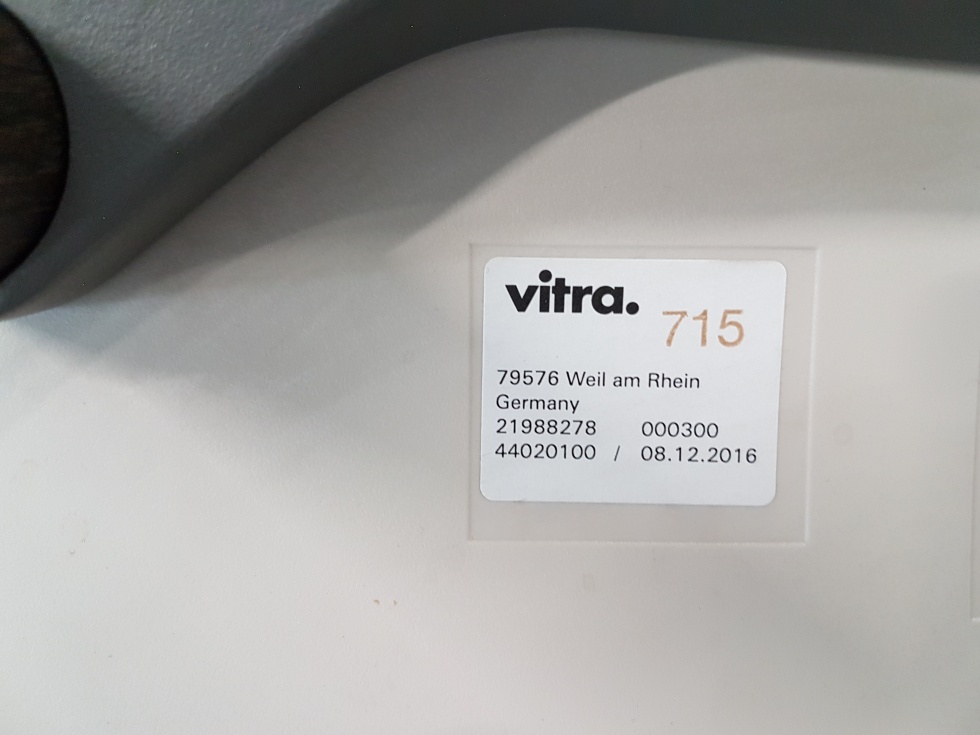 vitra.
715
79576 Weil am Rhein
Germany
21988278 000300
44020100 / 08.12.2016